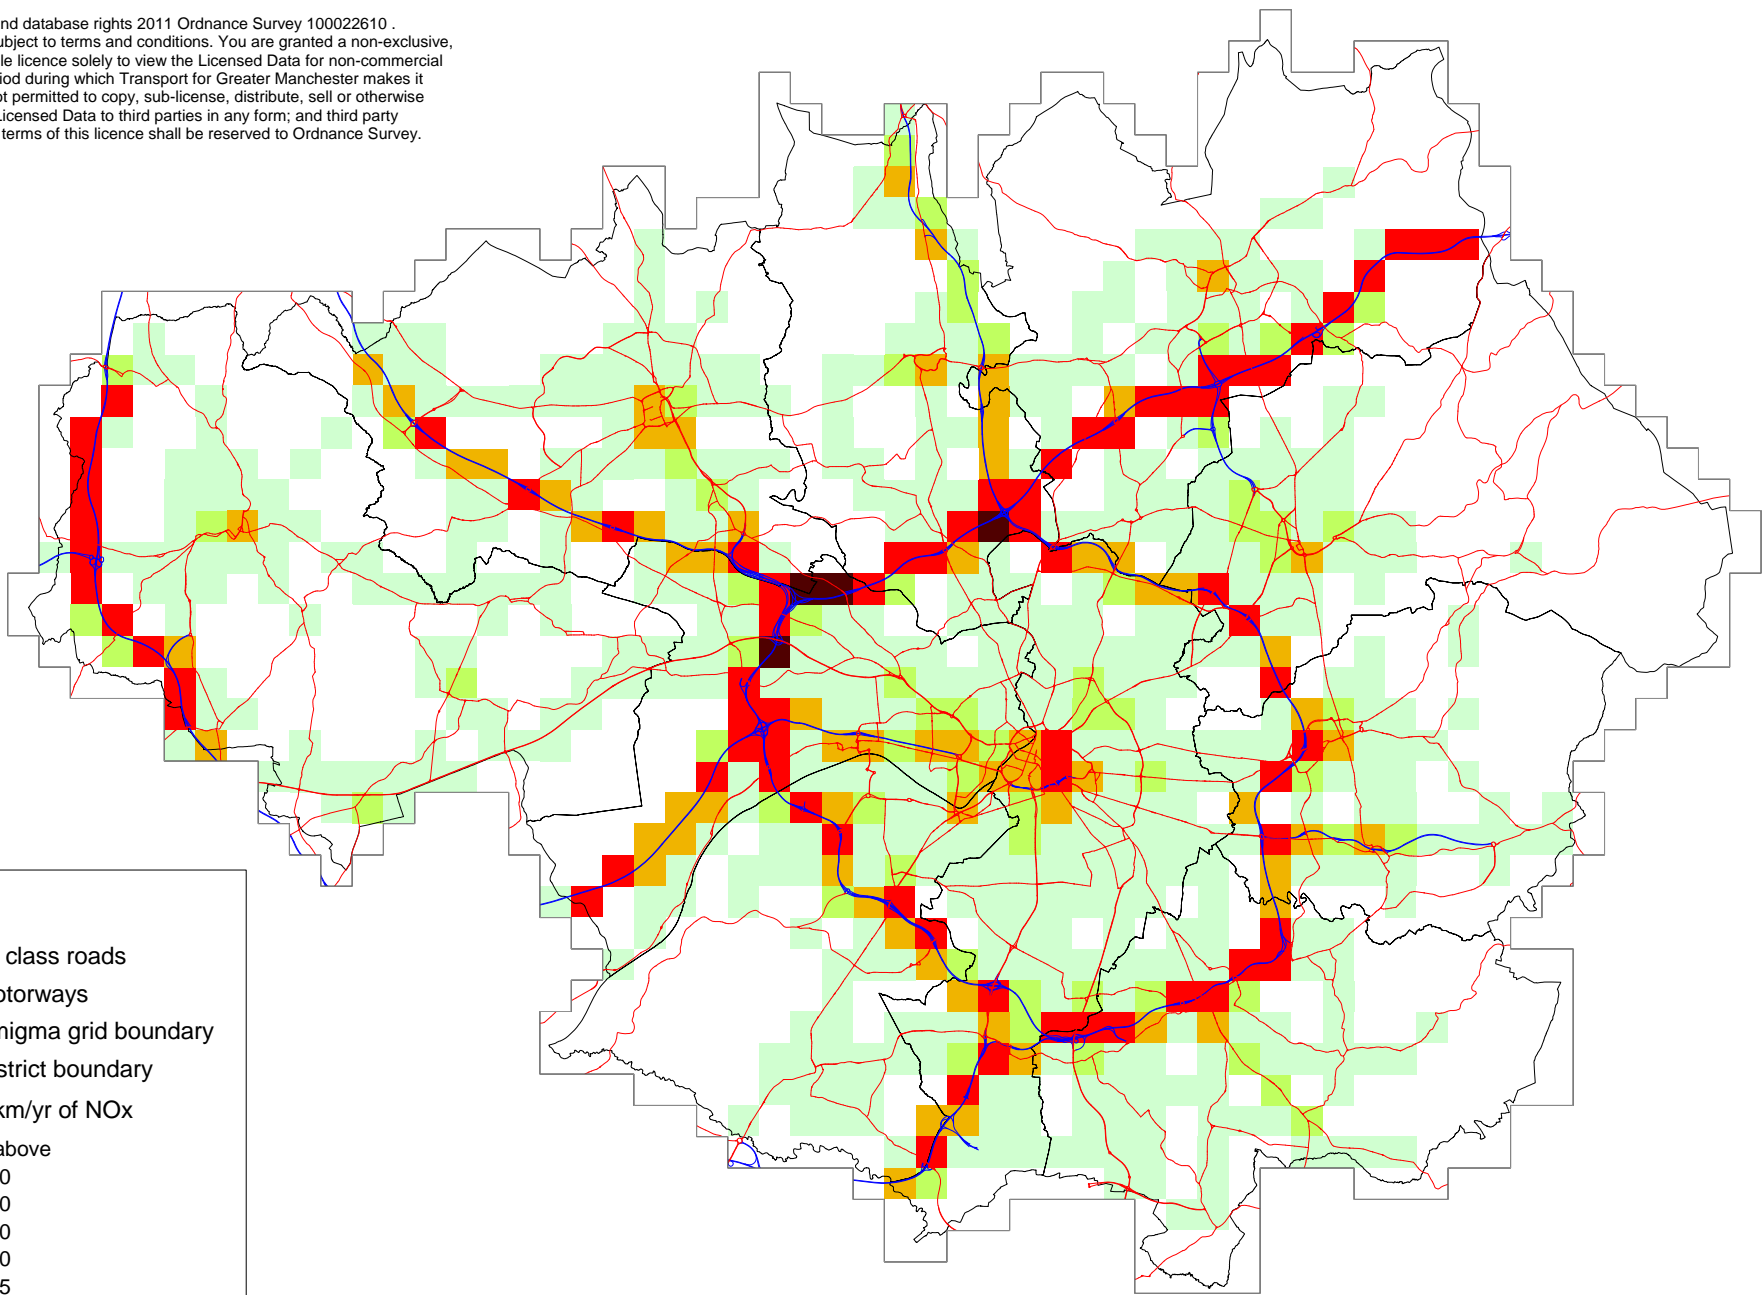 nd database rights 2011 Ordnance Survey 100022610 .
ubject to terms and conditions. You are granted a non-exclusive,
le licence solely to view the Licensed Data for non-commercial
iod during which Transport for Greater Manchester makes it
ot permitted to copy, sub-license, distribute, sell or otherwise
Licensed Data to third parties in any form; and third party
terms of this licence shall be reserved to Ordnance Survey.
class roads
otorways
migma grid boundary
strict boundary
km/yr of NOx
above
0
0
0
0
5